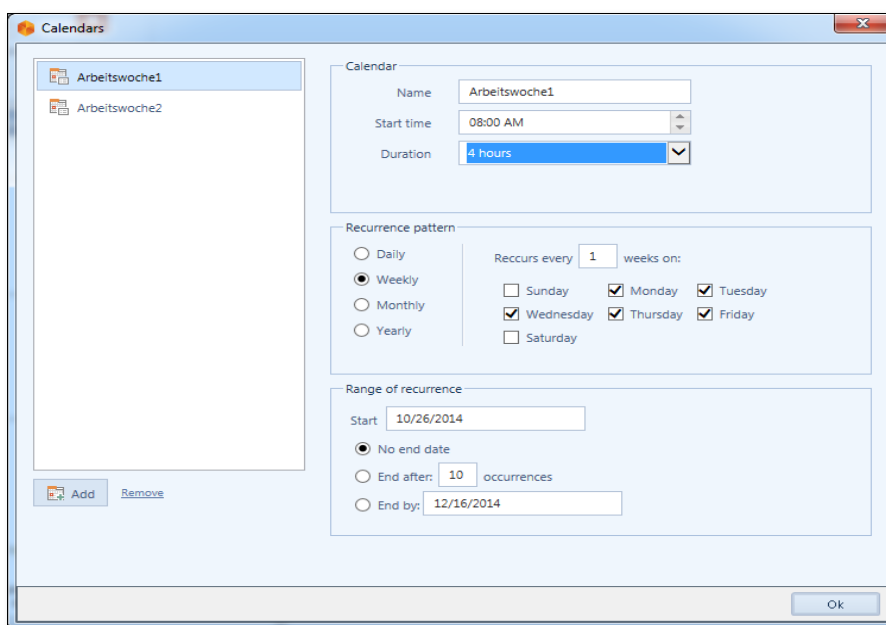 Calendars
Arbeitswoche1
Arbeitswoche2
Add Remove
Calendar
Name Arbeitswoche1
Start time 08:00 AM
Duration 4 hours
Recurrence pattern
Daily
Weekly
Monthly
Yearly
Reccurs every 1 weeks on:
Sunday Monday Tuesday
Wednesday Thursday Friday
Saturday
Range of recurrence
Start 10/26/2014
No end date
End after: 10 occurrences
End by: 12/16/2014
Ok